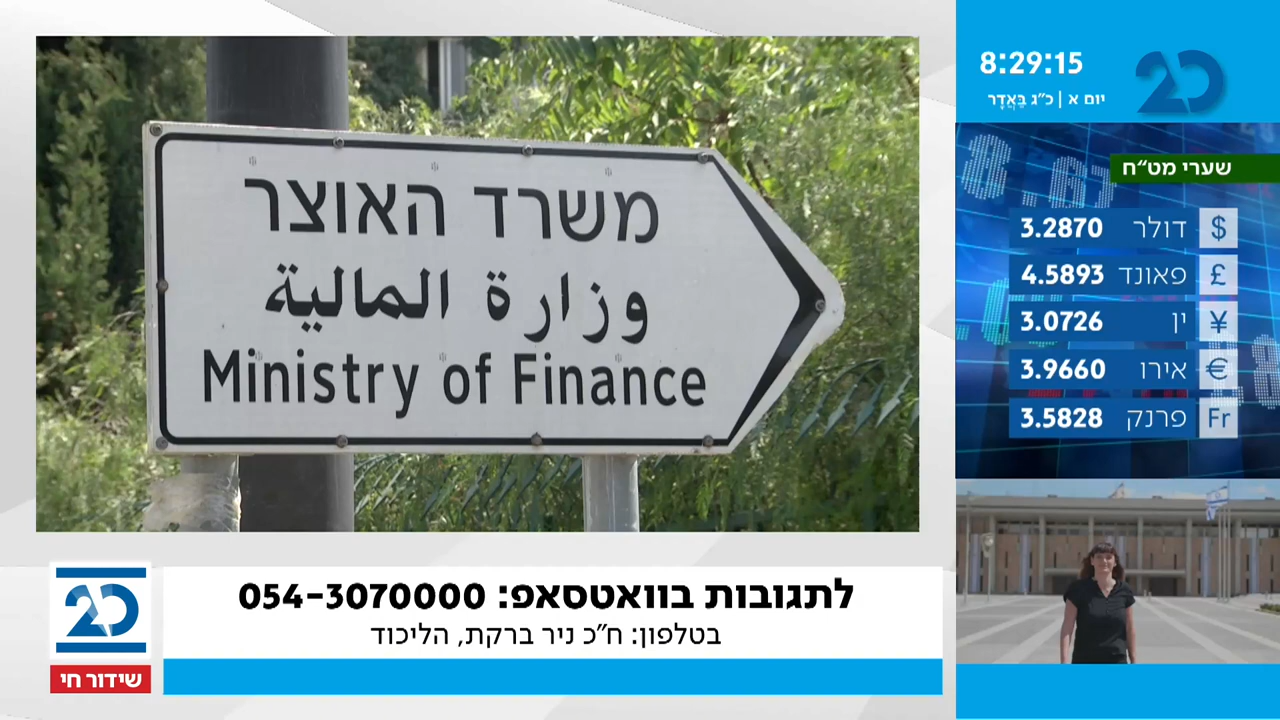 משרד האוצר
وزارة المالية
Ministry of Finance
8:29:15
20
יום א | כ״ג בַּאֲדָר
שערי מט״ח
$ דולר 3.2870
£ פאונד 4.5893
¥ ין 3.0726
€ אירו 3.9660
Fr פרנק 3.5828
20
שידור חי
לתגובות בוואטסאפ: 054-3070000
בטלפון: ח״כ ניר ברקת, הליכוד